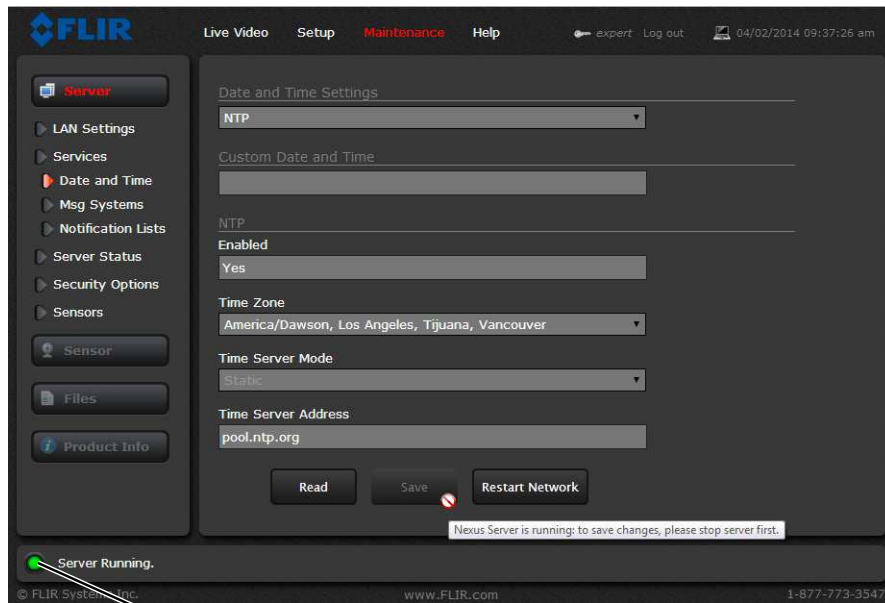 FLIR
Live Video Setup Maintenance Help expert Log out 04/02/2014 09:37:26 am
Server
LAN Settings
Services
Date and Time
Msg Systems
Notification Lists
Server Status
Security Options
Sensors
Sensor
Files
Product Info
Date and Time Settings
NTP
Custom Date and Time
NTP
Enabled
Yes
Time Zone
America/Dawson, Los Angeles, Tijuana, Vancouver
Time Server Mode
Static
Time Server Address
pool.ntp.org
Read Save Restart Network
Nexus Server is running: to save changes, please stop server first.
Server Running.
© FLIR Systems Inc. www.FLIR.com 1-877-773-3547